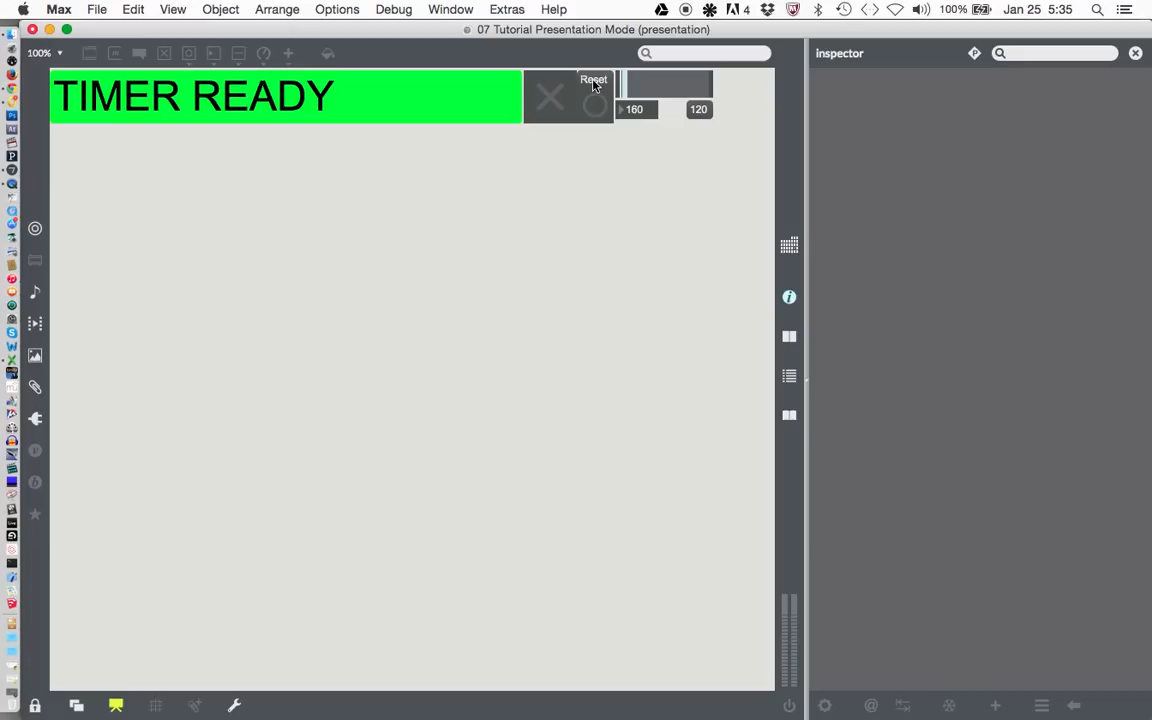 Max File Edit View Object Arrange Options Debug Window Extras Help 4 100% Jan 25 5:35
07 Tutorial Presentation Mode (presentation)
100% inspector
TIMER READY
Reset
160 120